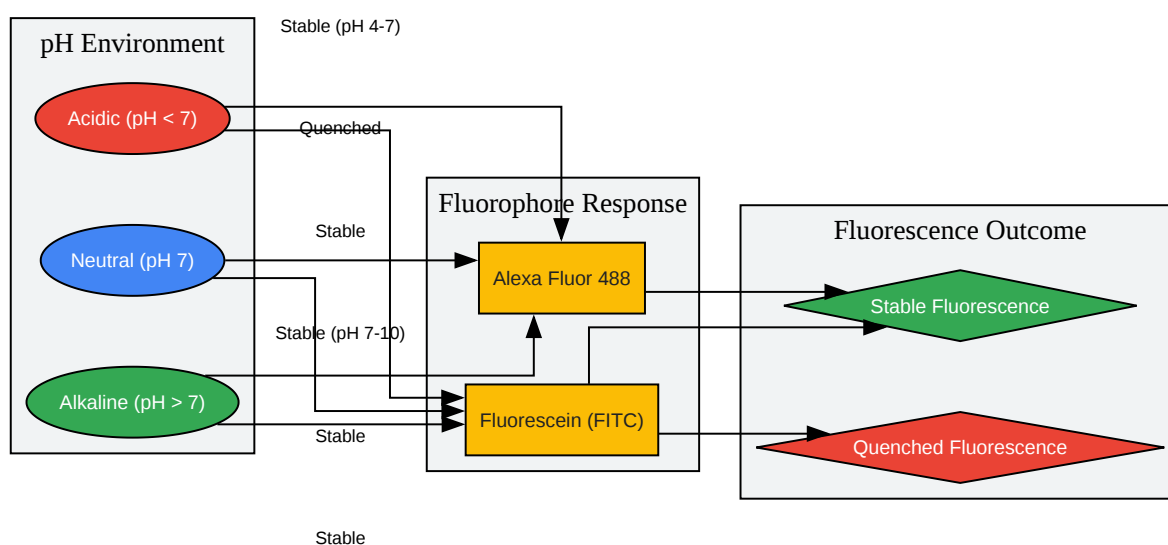 Stable (pH 4-7)
pH Environment
Acidic (pH < 7)
Quenched
Fluorophore Response
Stable
Fluorescence Outcome
Neutral (pH 7)
Alexa Fluor 488
Stable Fluorescence
Stable (pH 7-10)
Alkaline (pH > 7)
Fluorescein (FITC)
Stable
Quenched Fluorescence
Stable